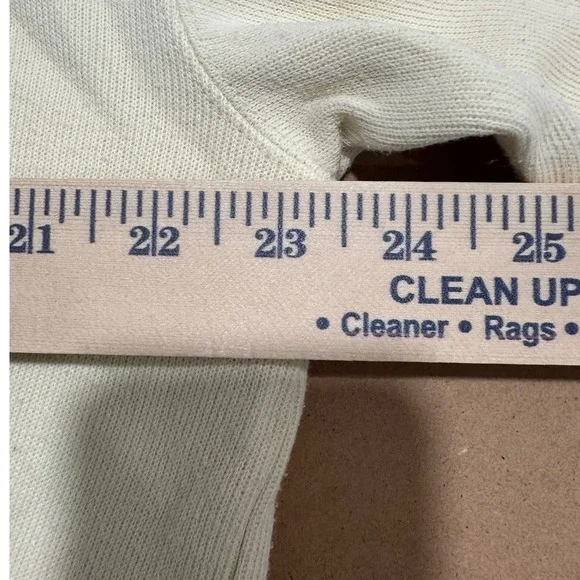 21 22 23 24 25
CLEAN UP
• Cleaner • Rags •